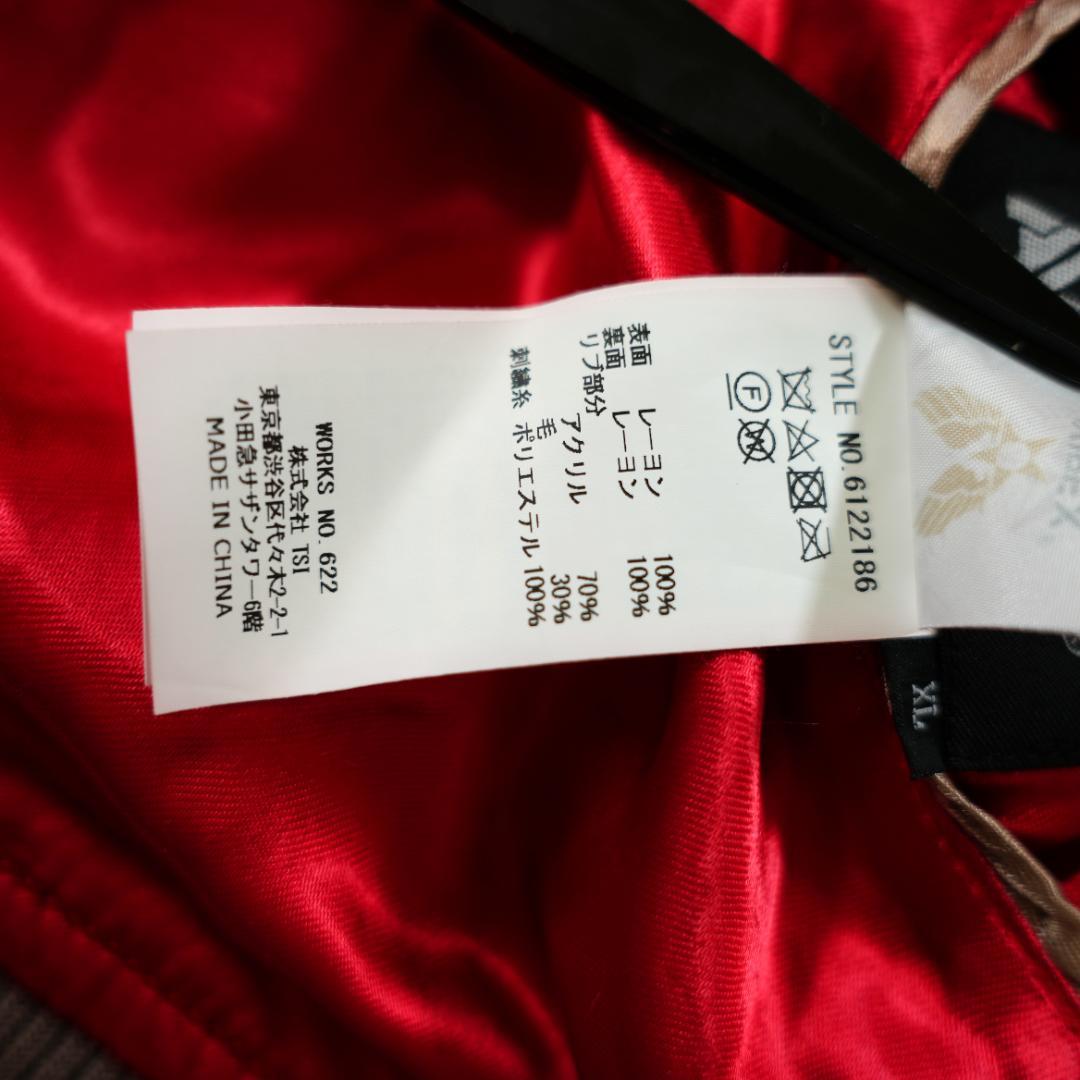 STYLE NO.6122186
表面 レーヨン 100%
裏面 レーヨン 100%
リブ部分 アクリル 70%
毛 30%
刺繍糸 ポリエステル 100%
WORKS NO.622
株式会社 TSI
東京都渋谷区代々木2-2-1
小田急サザンタワー6階
MADE IN CHINA
XL
F
W